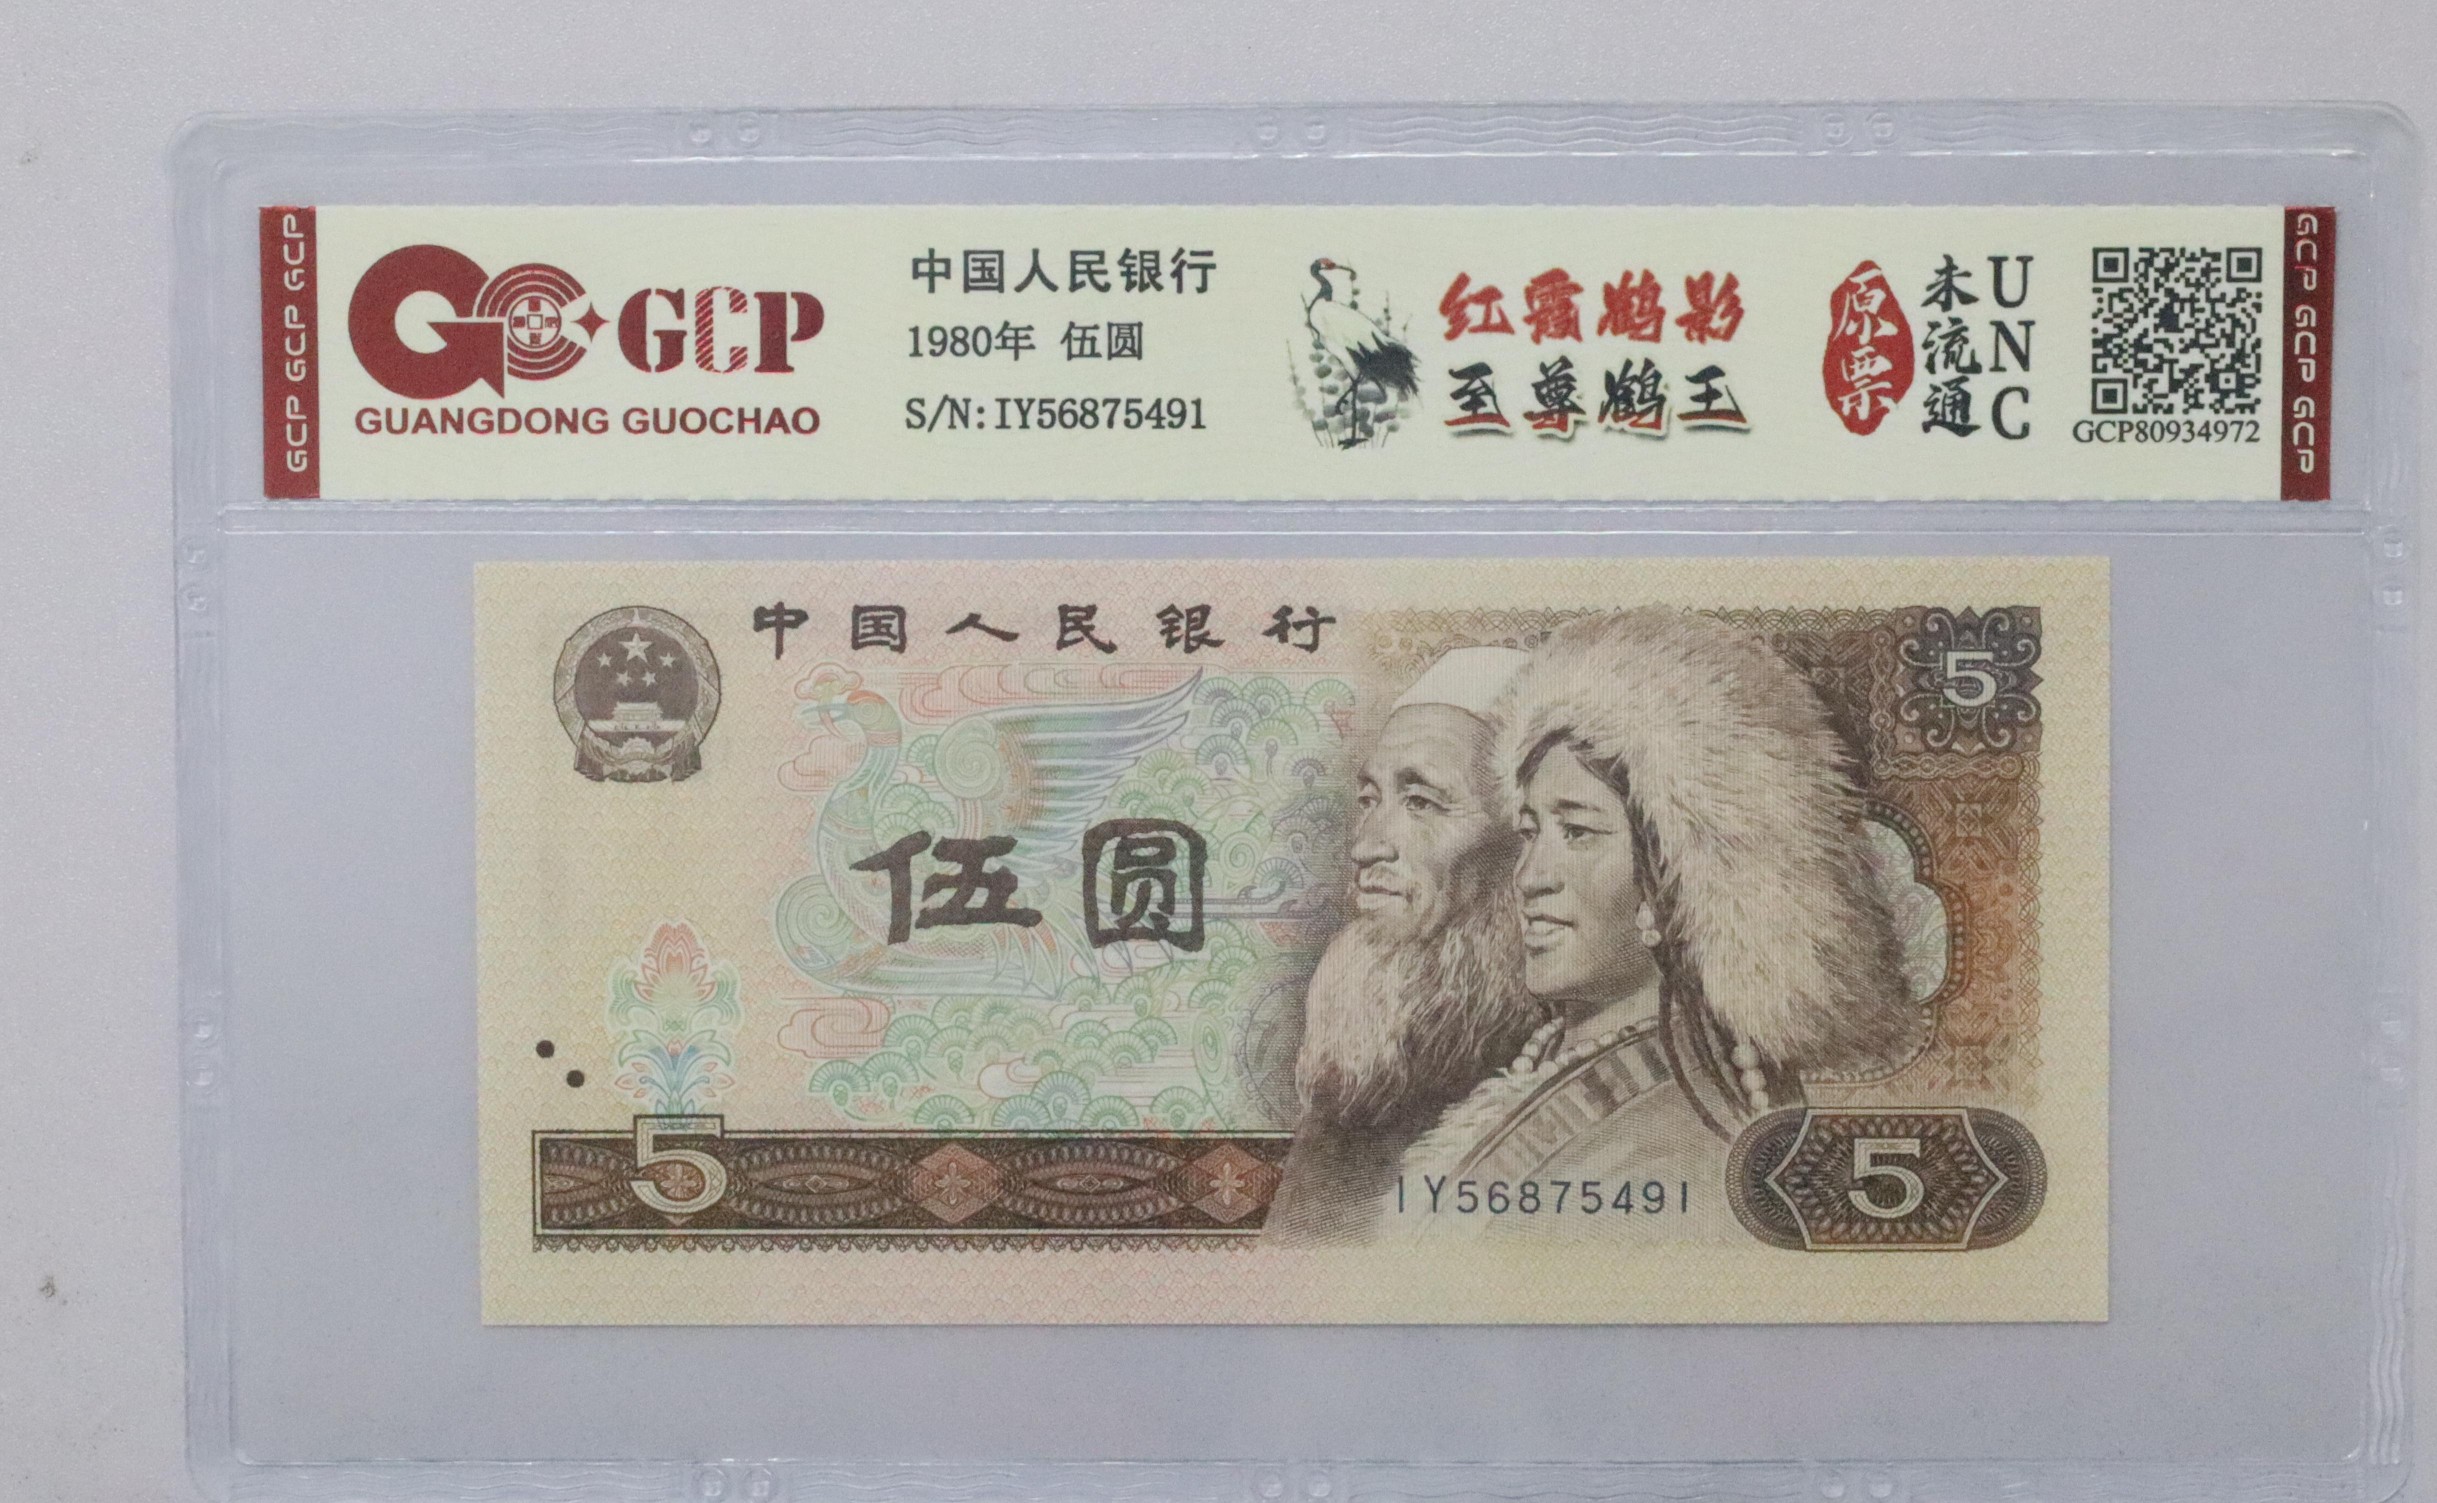 GCP GCP GCP
GCP
GUANGDONG GUOCHAO
中国人民银行
1980年 伍圆
S/N:IY56875491
红霞鹤影
至尊鹤王
原票
未流通
UNC
GCP80934972
GCP GCP GCP
中国人民银行
5
伍圆
5
IY56875491
5